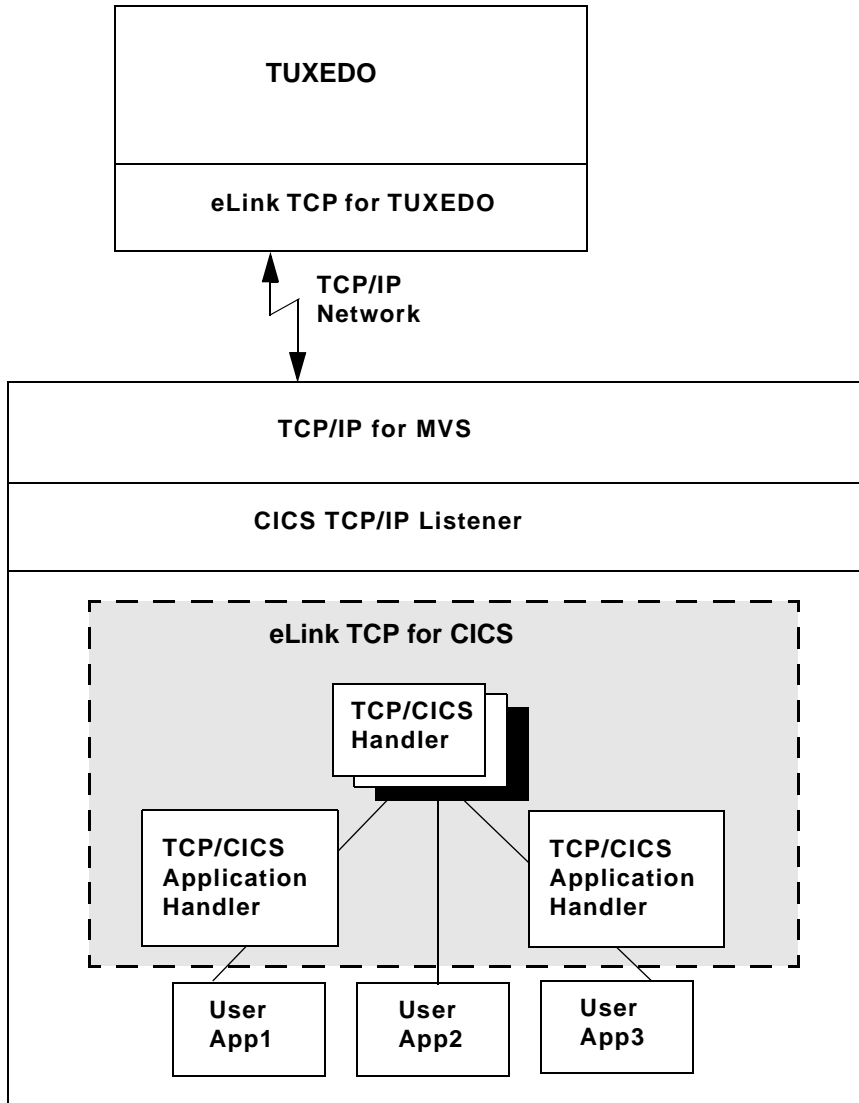 TUXEDO
eLink TCP for TUXEDO
TCP/IP
Network
TCP/IP for MVS
CICS TCP/IP Listener
eLink TCP for CICS
TCP/CICS
Handler
TCP/CICS
Application
Handler
TCP/CICS
Application
Handler
User
App1
User
App2
User
App3